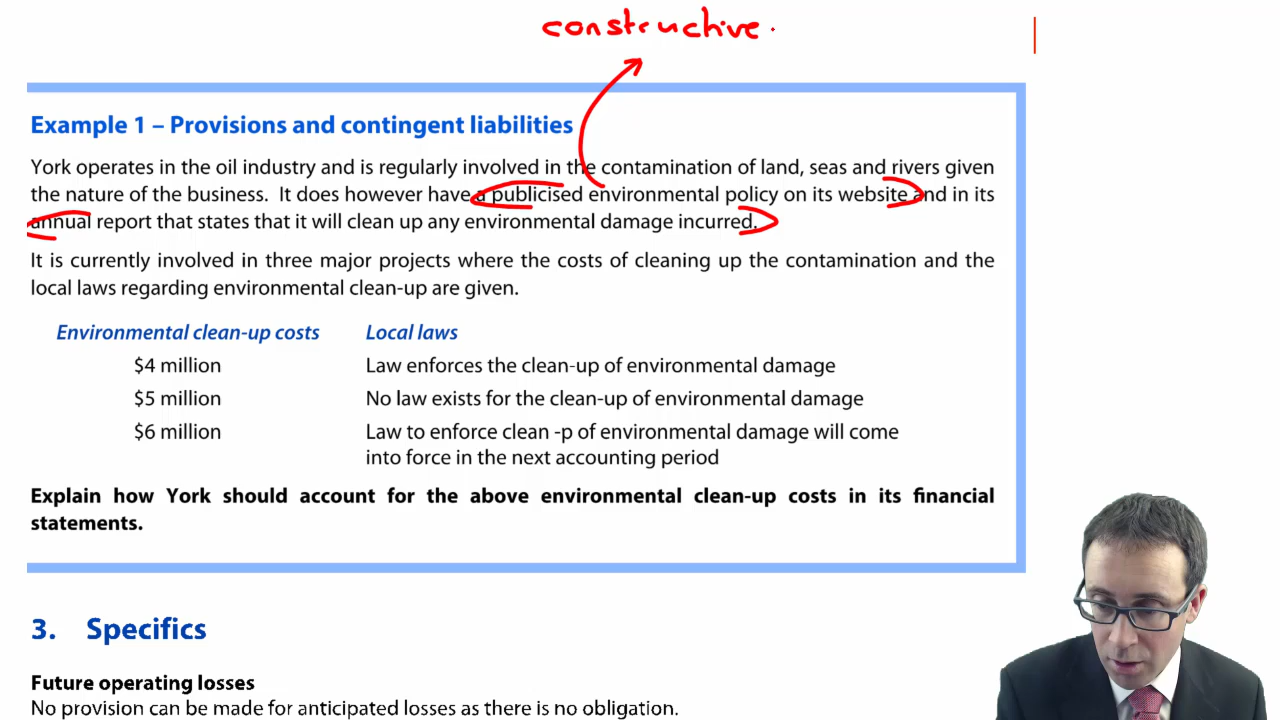 constructive
Example 1 – Provisions and contingent liabilities
York operates in the oil industry and is regularly involved in the contamination of land, seas and rivers given
the nature of the business. It does however have a publicised environmental policy on its website and in its
annual report that states that it will clean up any environmental damage incurred.
It is currently involved in three major projects where the costs of cleaning up the contamination and the
local laws regarding environmental clean-up are given.
Environmental clean-up costs Local laws
$4 million Law enforces the clean-up of environmental damage
$5 million No law exists for the clean-up of environmental damage
$6 million Law to enforce clean -p of environmental damage will come
into force in the next accounting period
Explain how York should account for the above environmental clean-up costs in its financial
statements.
3. Specifics
Future operating losses
No provision can be made for anticipated losses as there is no obligation.